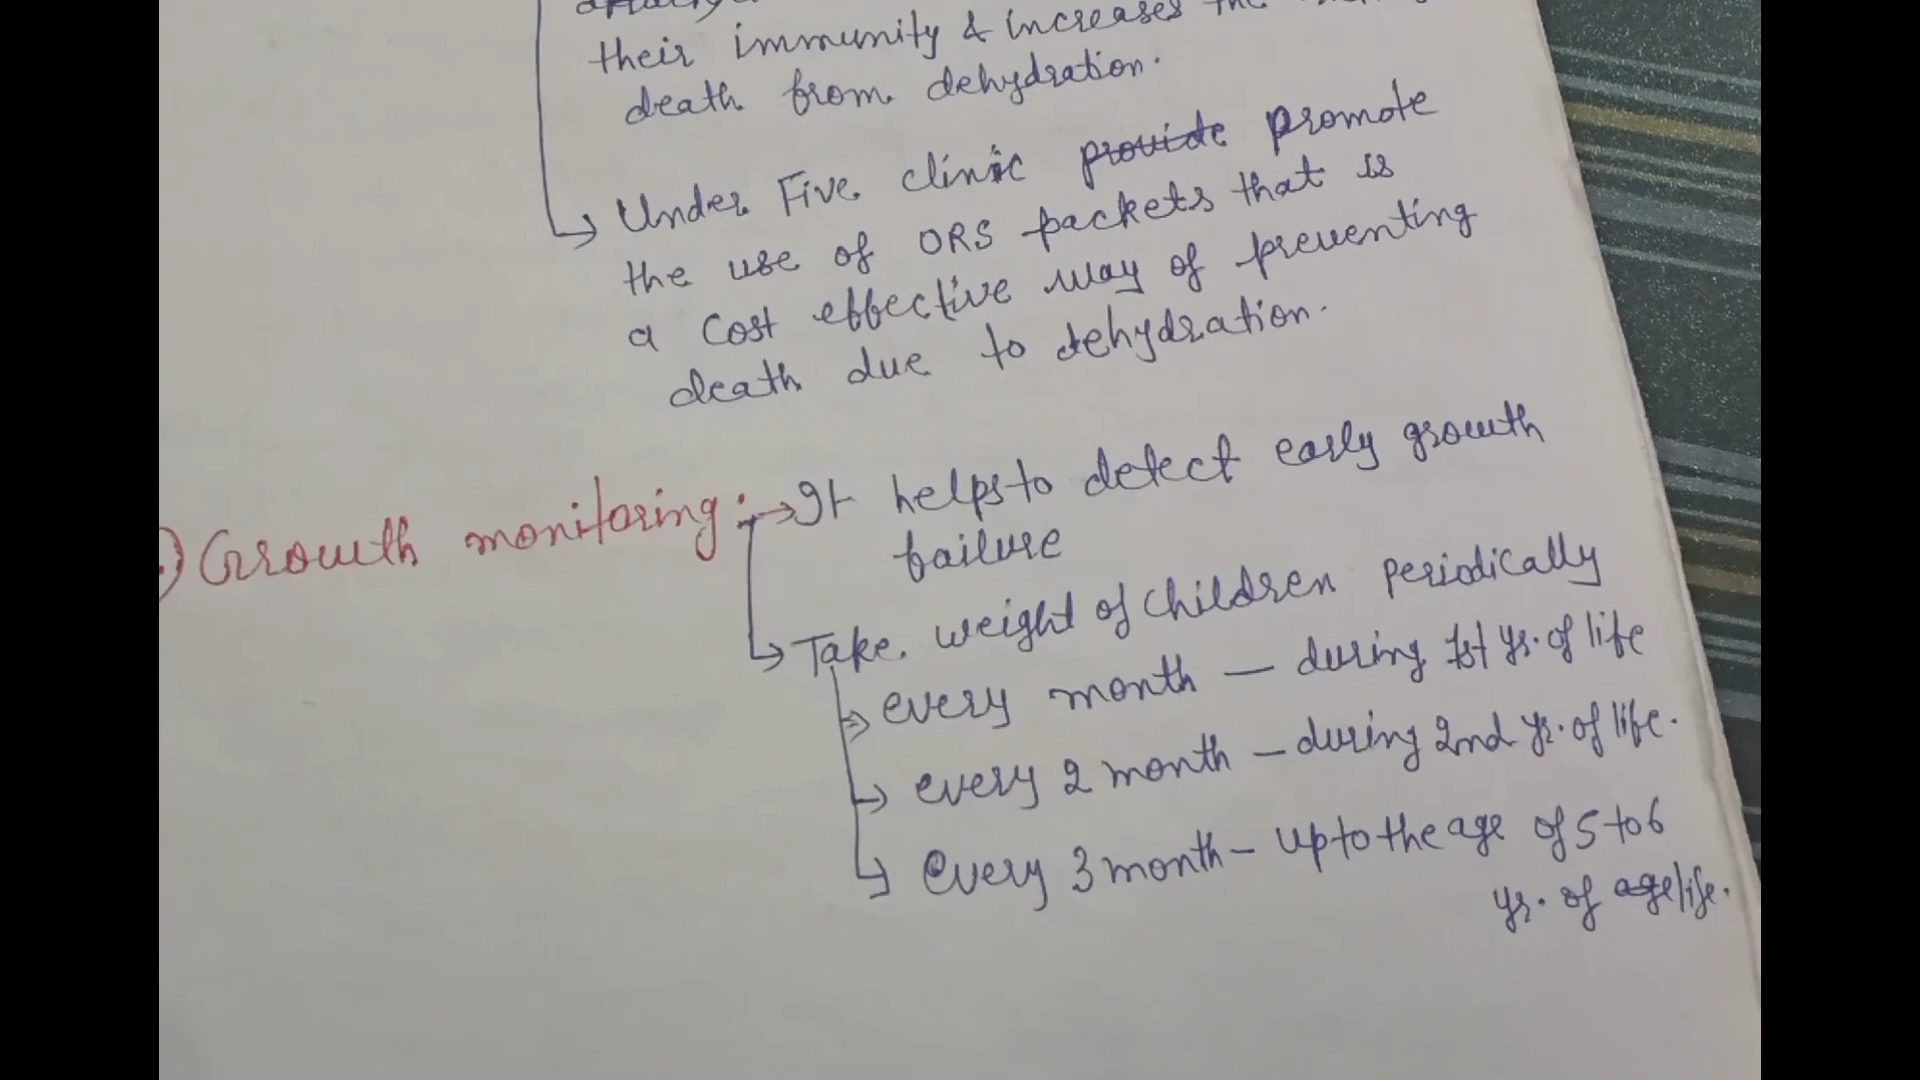 their immunity & increases the
death from dehydration.
→ Under Five clinic provide promote
the use of ORS packets that is
a cost effective way of preventing
death due to dehydration.
) Growth monitoring :→ It helps to detect early growth
failure
→ Take weight of children periodically
→ every month — during 1st yr. of life
→ every 2 month — during 2nd yr. of life.
→ Every 3 month — up to the age of 5 to 6
yr. of age life.